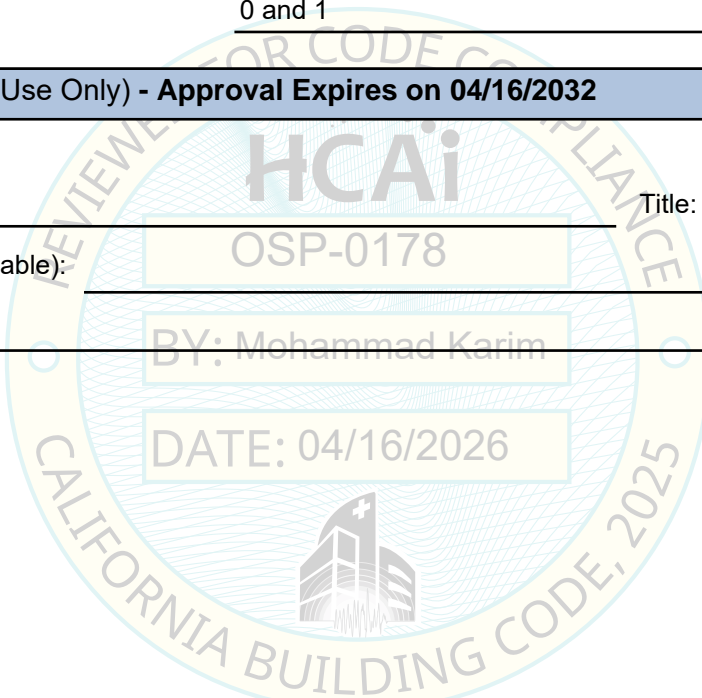 0 and 1
Use Only) - Approval Expires on 04/16/2032
REVIEWED FOR CODE COMPLIANCE
HCAi
Title:
OSP-0178
able):
BY: Mohammad Karim
DATE: 04/16/2026
CALIFORNIA BUILDING CODE, 2025